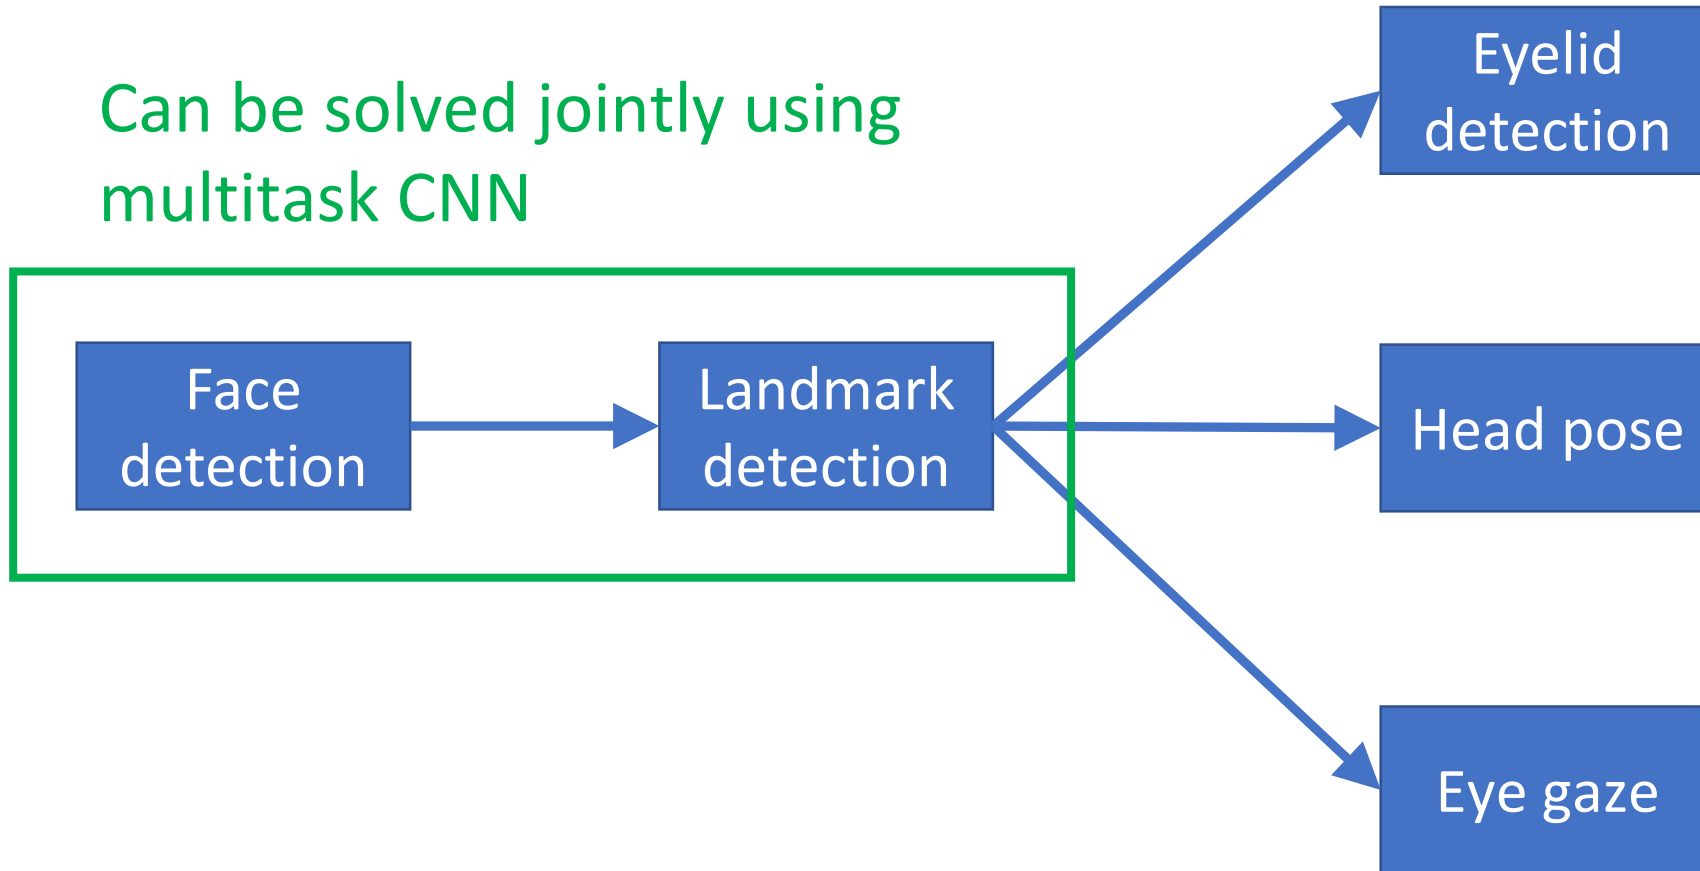 Can be solved jointly using
multitask CNN
Face
detection
Landmark
detection
Eyelid
detection
Head pose
Eye gaze